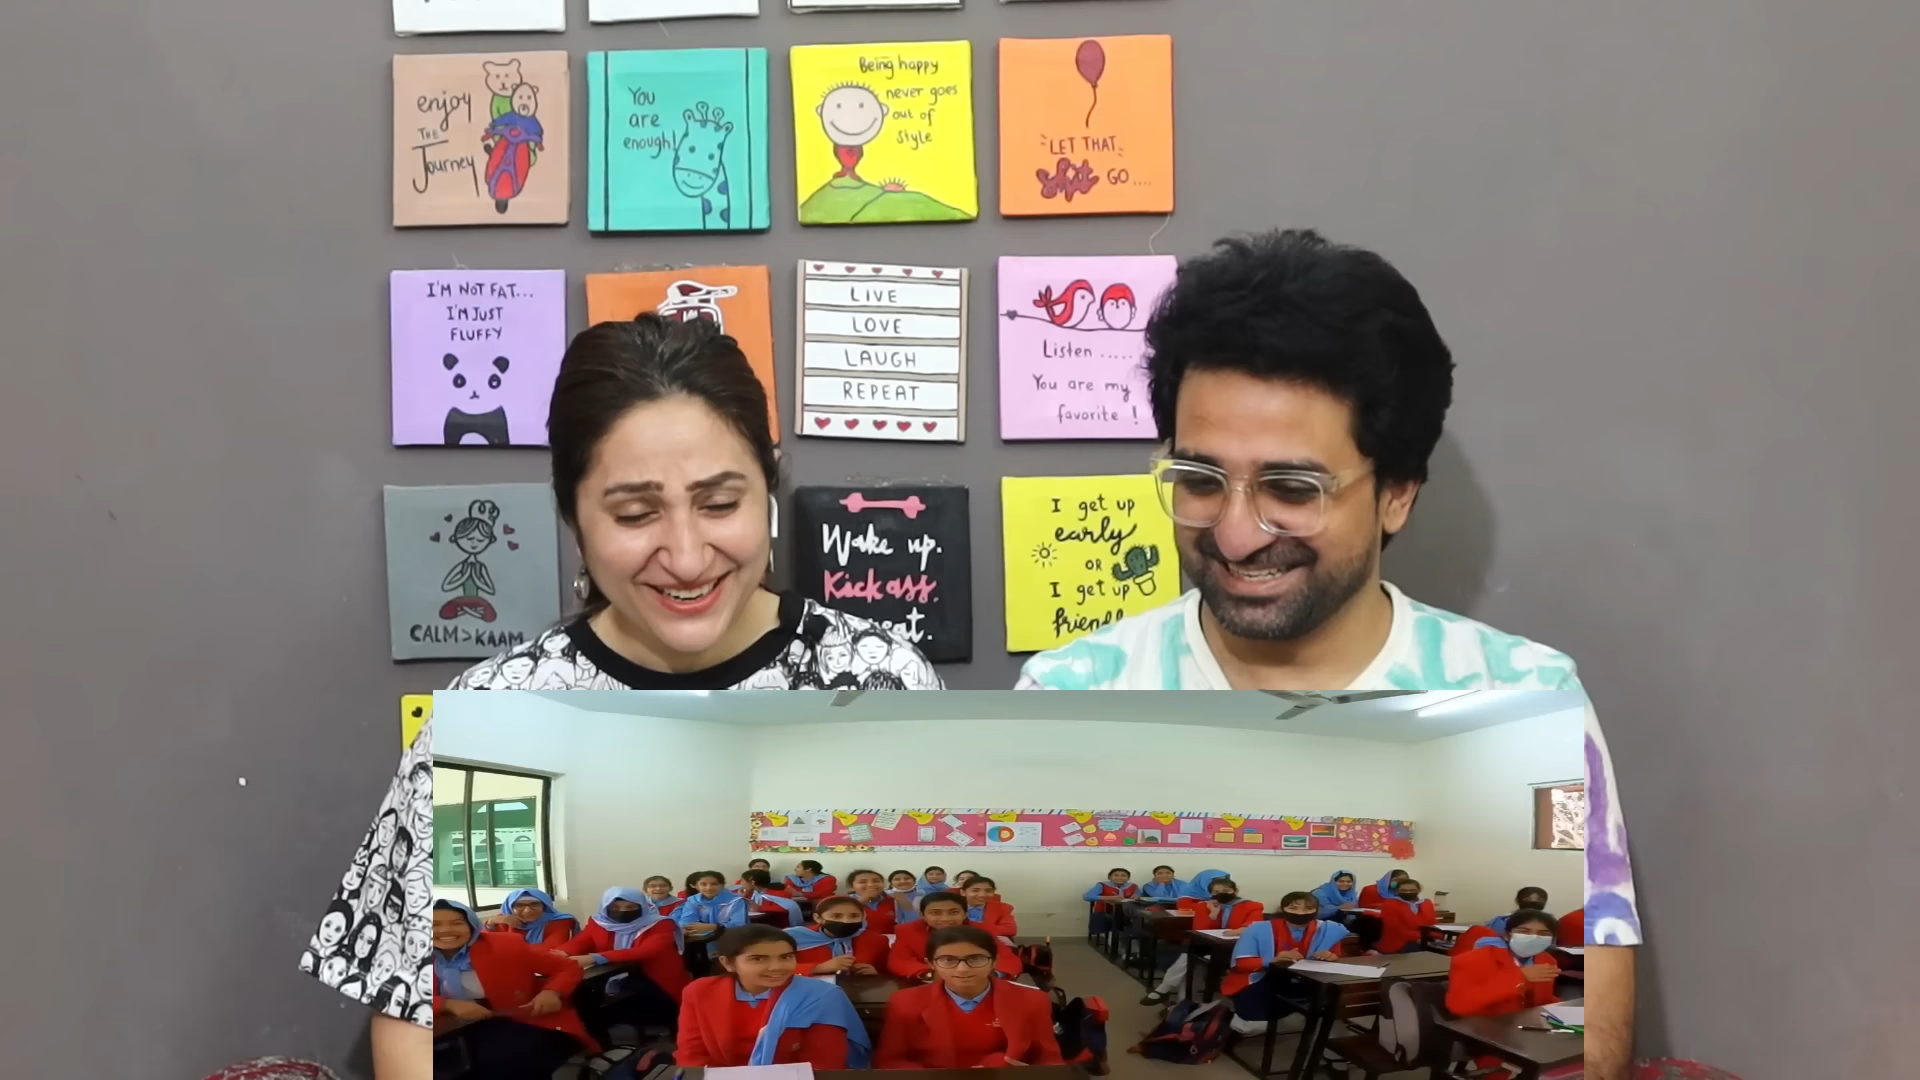 enjoy
THE
Journey
You
are
enough!
Being happy
never goes
out of
style
LET THAT
shit GO....
I'M NOT FAT...
I'M JUST
FLUFFY
LIVE
LOVE
LAUGH
REPEAT
Listen .....
You are my
favorite !
CALM>KAAM
Wake up.
Kick ass.
I get up
early
OR
I get up